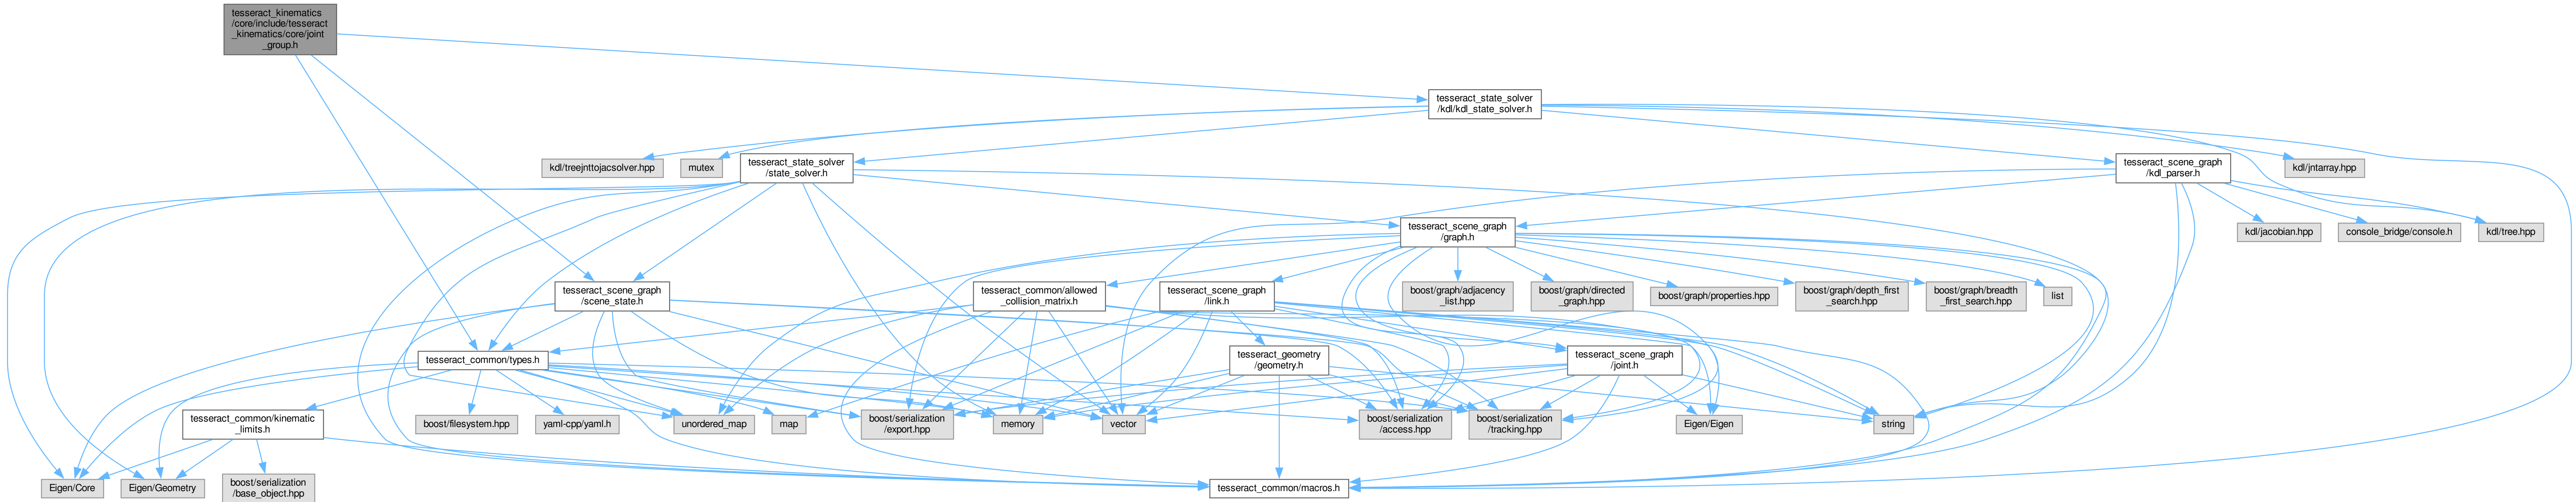 tesseract_kinematics
/core/include/tesseract
_kinematics/core/joint
_group.h
tesseract_state_solver
/kdl/kdl_state_solver.h
kdl/treejnttojacsolver.hpp
mutex
tesseract_state_solver
/state_solver.h
tesseract_scene_graph
/kdl_parser.h
kdl/jntarray.hpp
tesseract_scene_graph
/graph.h
kdl/jacobian.hpp
console_bridge/console.h
kdl/tree.hpp
tesseract_scene_graph
/scene_state.h
tesseract_common/allowed
_collision_matrix.h
tesseract_scene_graph
/link.h
boost/graph/adjacency
_list.hpp
boost/graph/directed
_graph.hpp
boost/graph/properties.hpp
boost/graph/depth_first
_search.hpp
boost/graph/breadth
_first_search.hpp
list
tesseract_common/types.h
tesseract_geometry
/geometry.h
tesseract_scene_graph
/joint.h
tesseract_common/kinematic
_limits.h
boost/filesystem.hpp
yaml-cpp/yaml.h
unordered_map
map
boost/serialization
/export.hpp
memory
vector
boost/serialization
/access.hpp
boost/serialization
/tracking.hpp
Eigen/Eigen
string
Eigen/Core
Eigen/Geometry
boost/serialization
/base_object.hpp
tesseract_common/macros.h